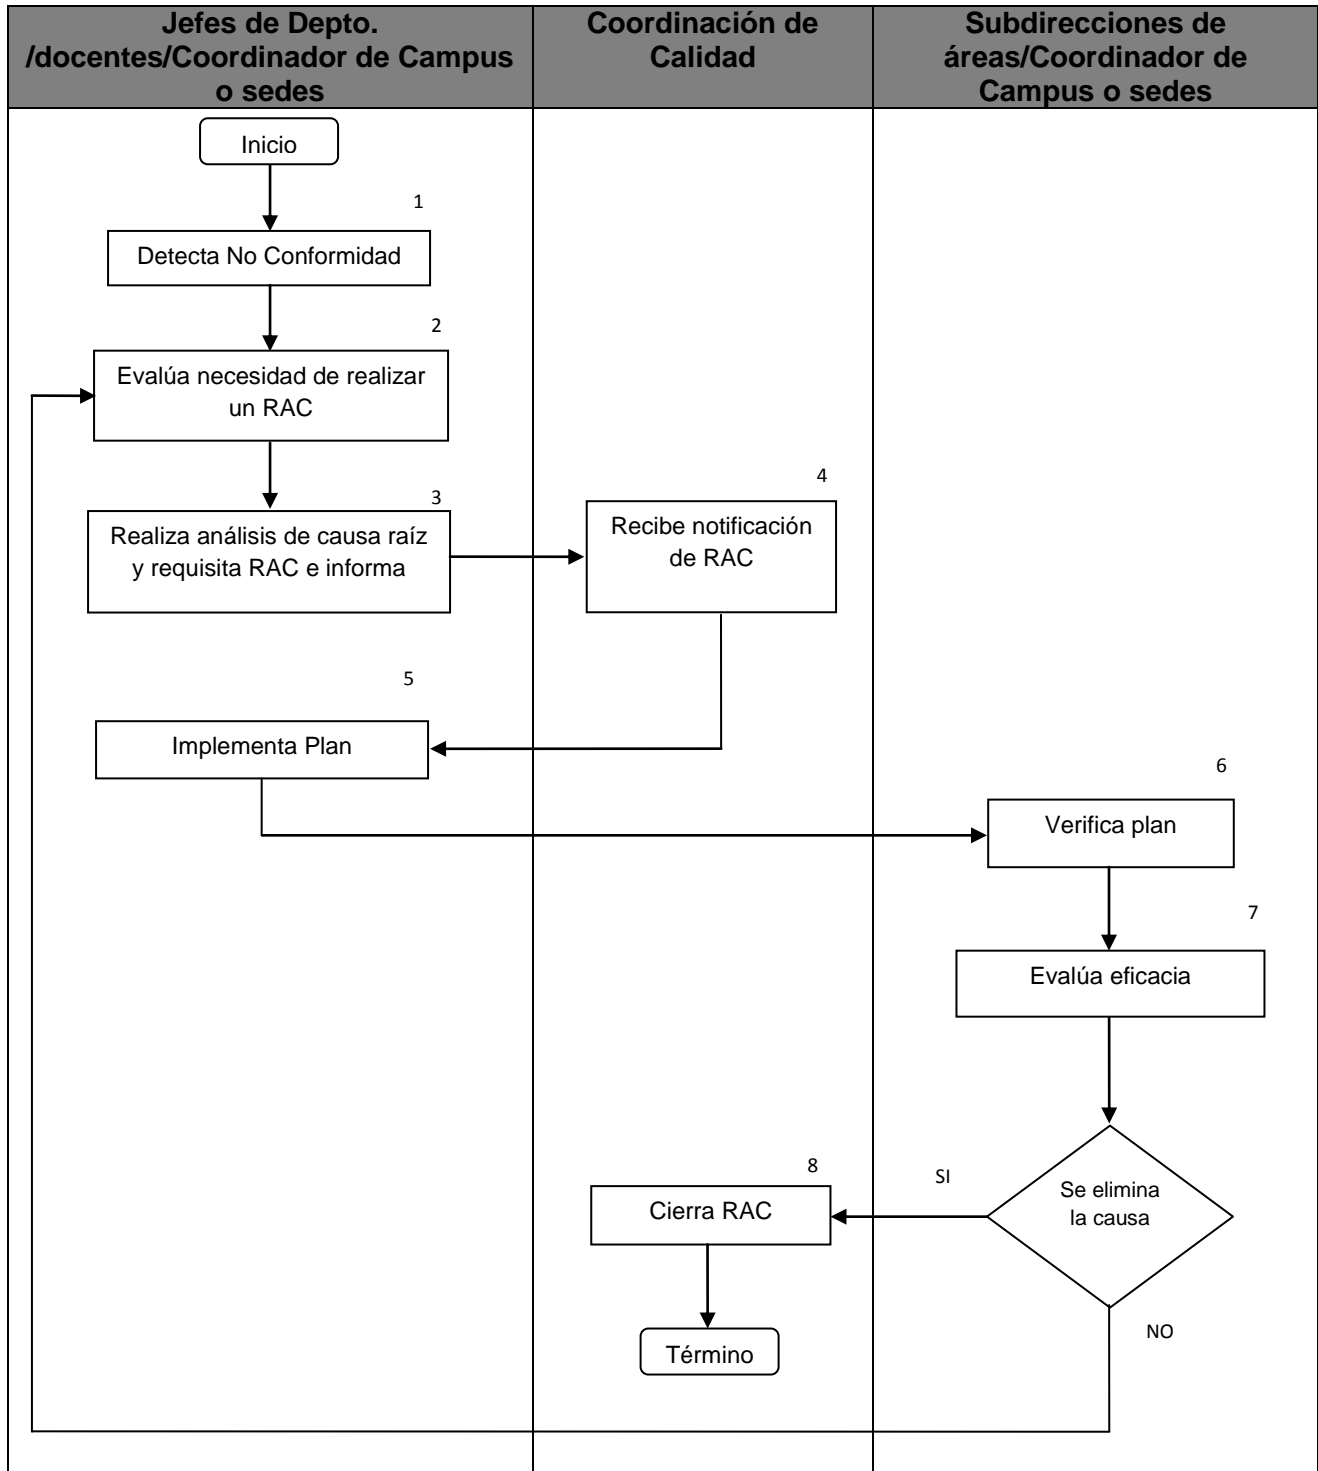 Jefes de Depto.
/docentes/Coordinador de Campus
o sedes
Coordinación de
Calidad
Subdirecciones de
áreas/Coordinador de
Campus o sedes
Inicio
1
Detecta No Conformidad
2
Evalúa necesidad de realizar
un RAC
3
Realiza análisis de causa raíz
y requisita RAC e informa
4
Recibe notificación
de RAC
5
Implementa Plan
6
Verifica plan
7
Evalúa eficacia
Se elimina
la causa
SI
8
Cierra RAC
NO
Término